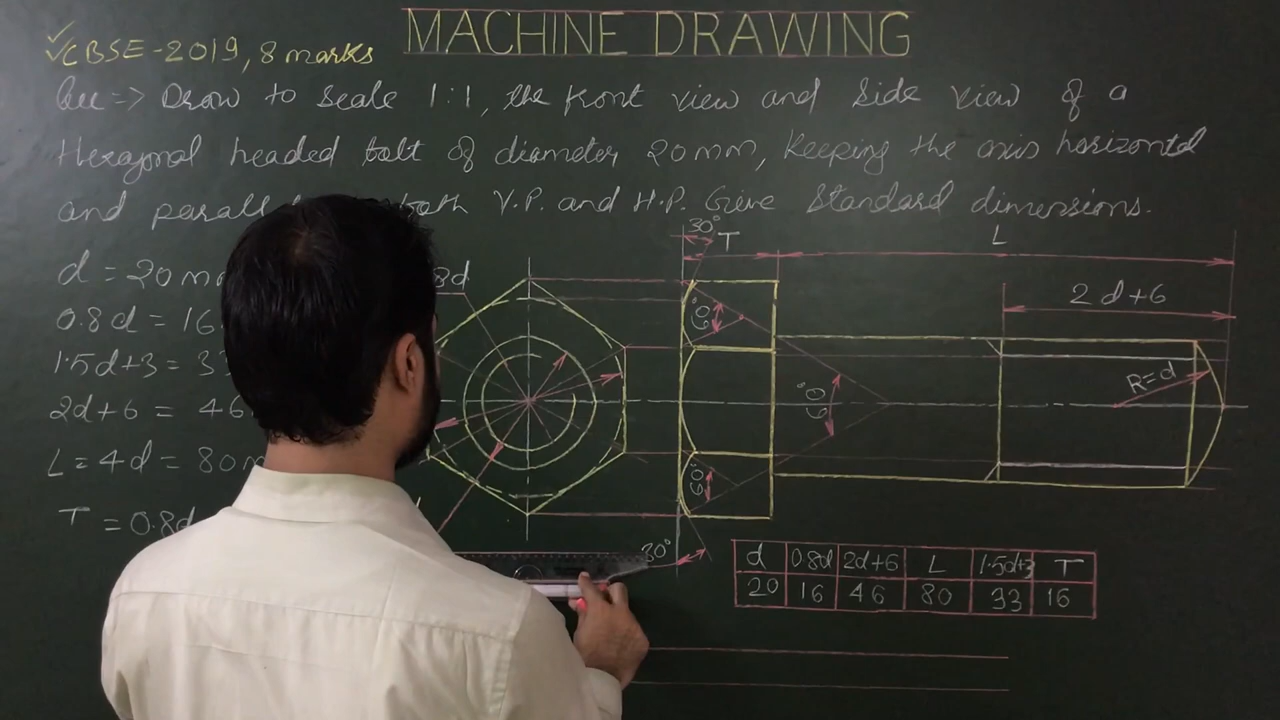 MACHINE DRAWING
CBSE-2019, 8 marks
Que => Draw to scale 1:1, the front view and side view of a
Hexagonal headed bolt of diameter 20mm, keeping the axis horizontal
and both V.P. and H.P. Give Standard dimensions.
d = 20
0.8d = 16
1.5d+3 = 33
2d+6 = 46
L = 4d = 80
T = 0.8d
30°
T
L
2d+6
60°
60°
R=d
60°
30°
d 0.8d 2d+6 L 1.5d+3 T
20 16 46 80 33 16